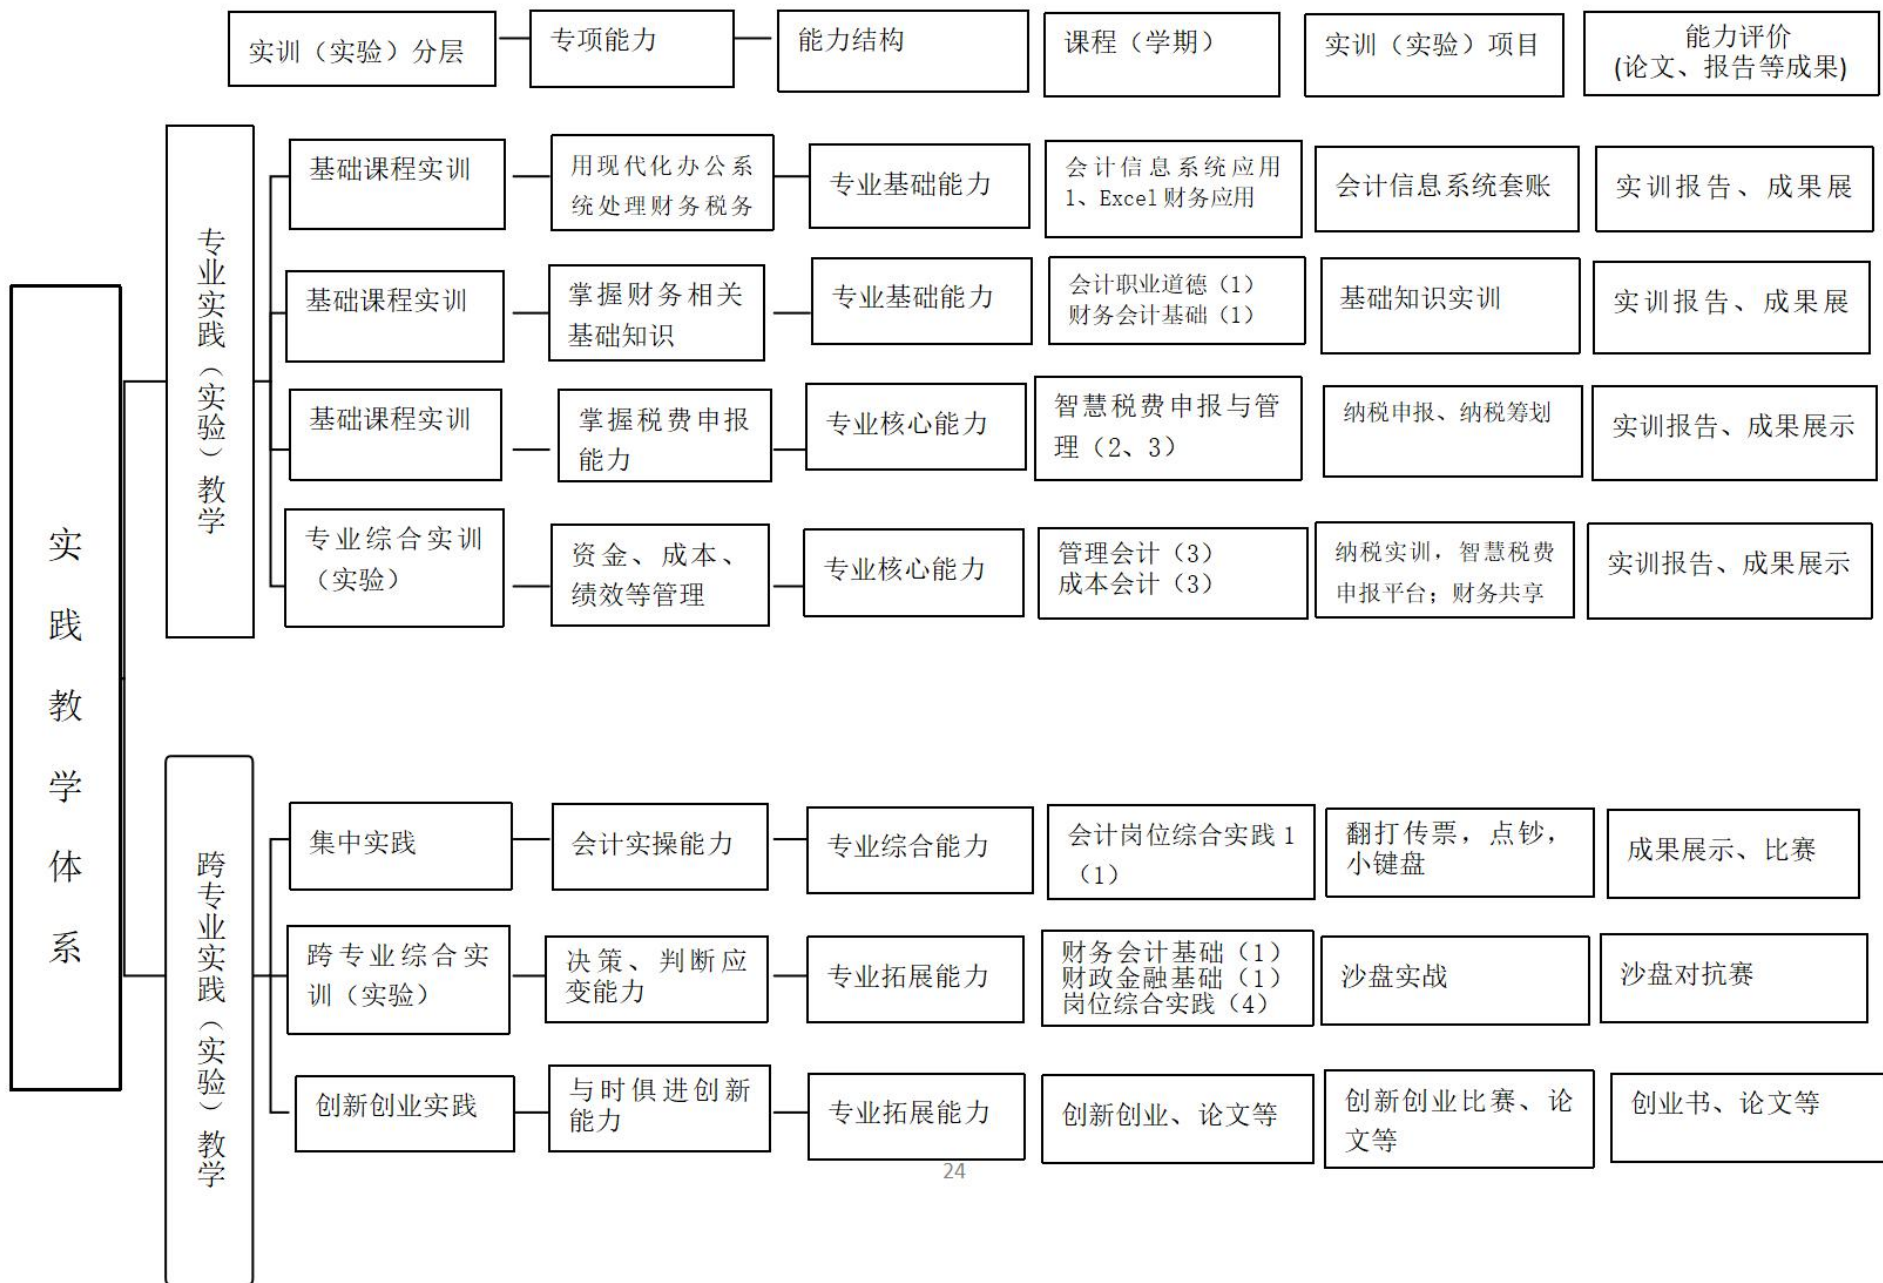 实训（实验）分层
专项能力
能力结构
课程（学期）
实训（实验）项目
能力评价
(论文、报告等成果)
实践教学体系
专业实践（实验）教学
基础课程实训
用现代化办公系
统处理财务税务
专业基础能力
会计信息系统应用
1、Excel 财务应用
会计信息系统套账
实训报告、成果展
基础课程实训
掌握财务相关
基础知识
专业基础能力
会计职业道德（1）
财务会计基础（1）
基础知识实训
实训报告、成果展
基础课程实训
掌握税费申报
能力
专业核心能力
智慧税费申报与管
理（2、3）
纳税申报、纳税筹划
实训报告、成果展示
专业综合实训
（实验）
资金、成本、
绩效等管理
专业核心能力
管理会计（3）
成本会计（3）
纳税实训，智慧税费
申报平台；财务共享
实训报告、成果展示
跨专业实践（实验）教学
集中实践
会计实操能力
专业综合能力
会计岗位综合实践 1
（1）
翻打传票，点钞，
小键盘
成果展示、比赛
跨专业综合实
训（实验）
决策、判断应
变能力
专业拓展能力
财务会计基础（1）
财政金融基础（1）
岗位综合实践（4）
沙盘实战
沙盘对抗赛
创新创业实践
与时俱进创新
能力
专业拓展能力
创新创业、论文等
创新创业比赛、论
文等
创业书、论文等
24